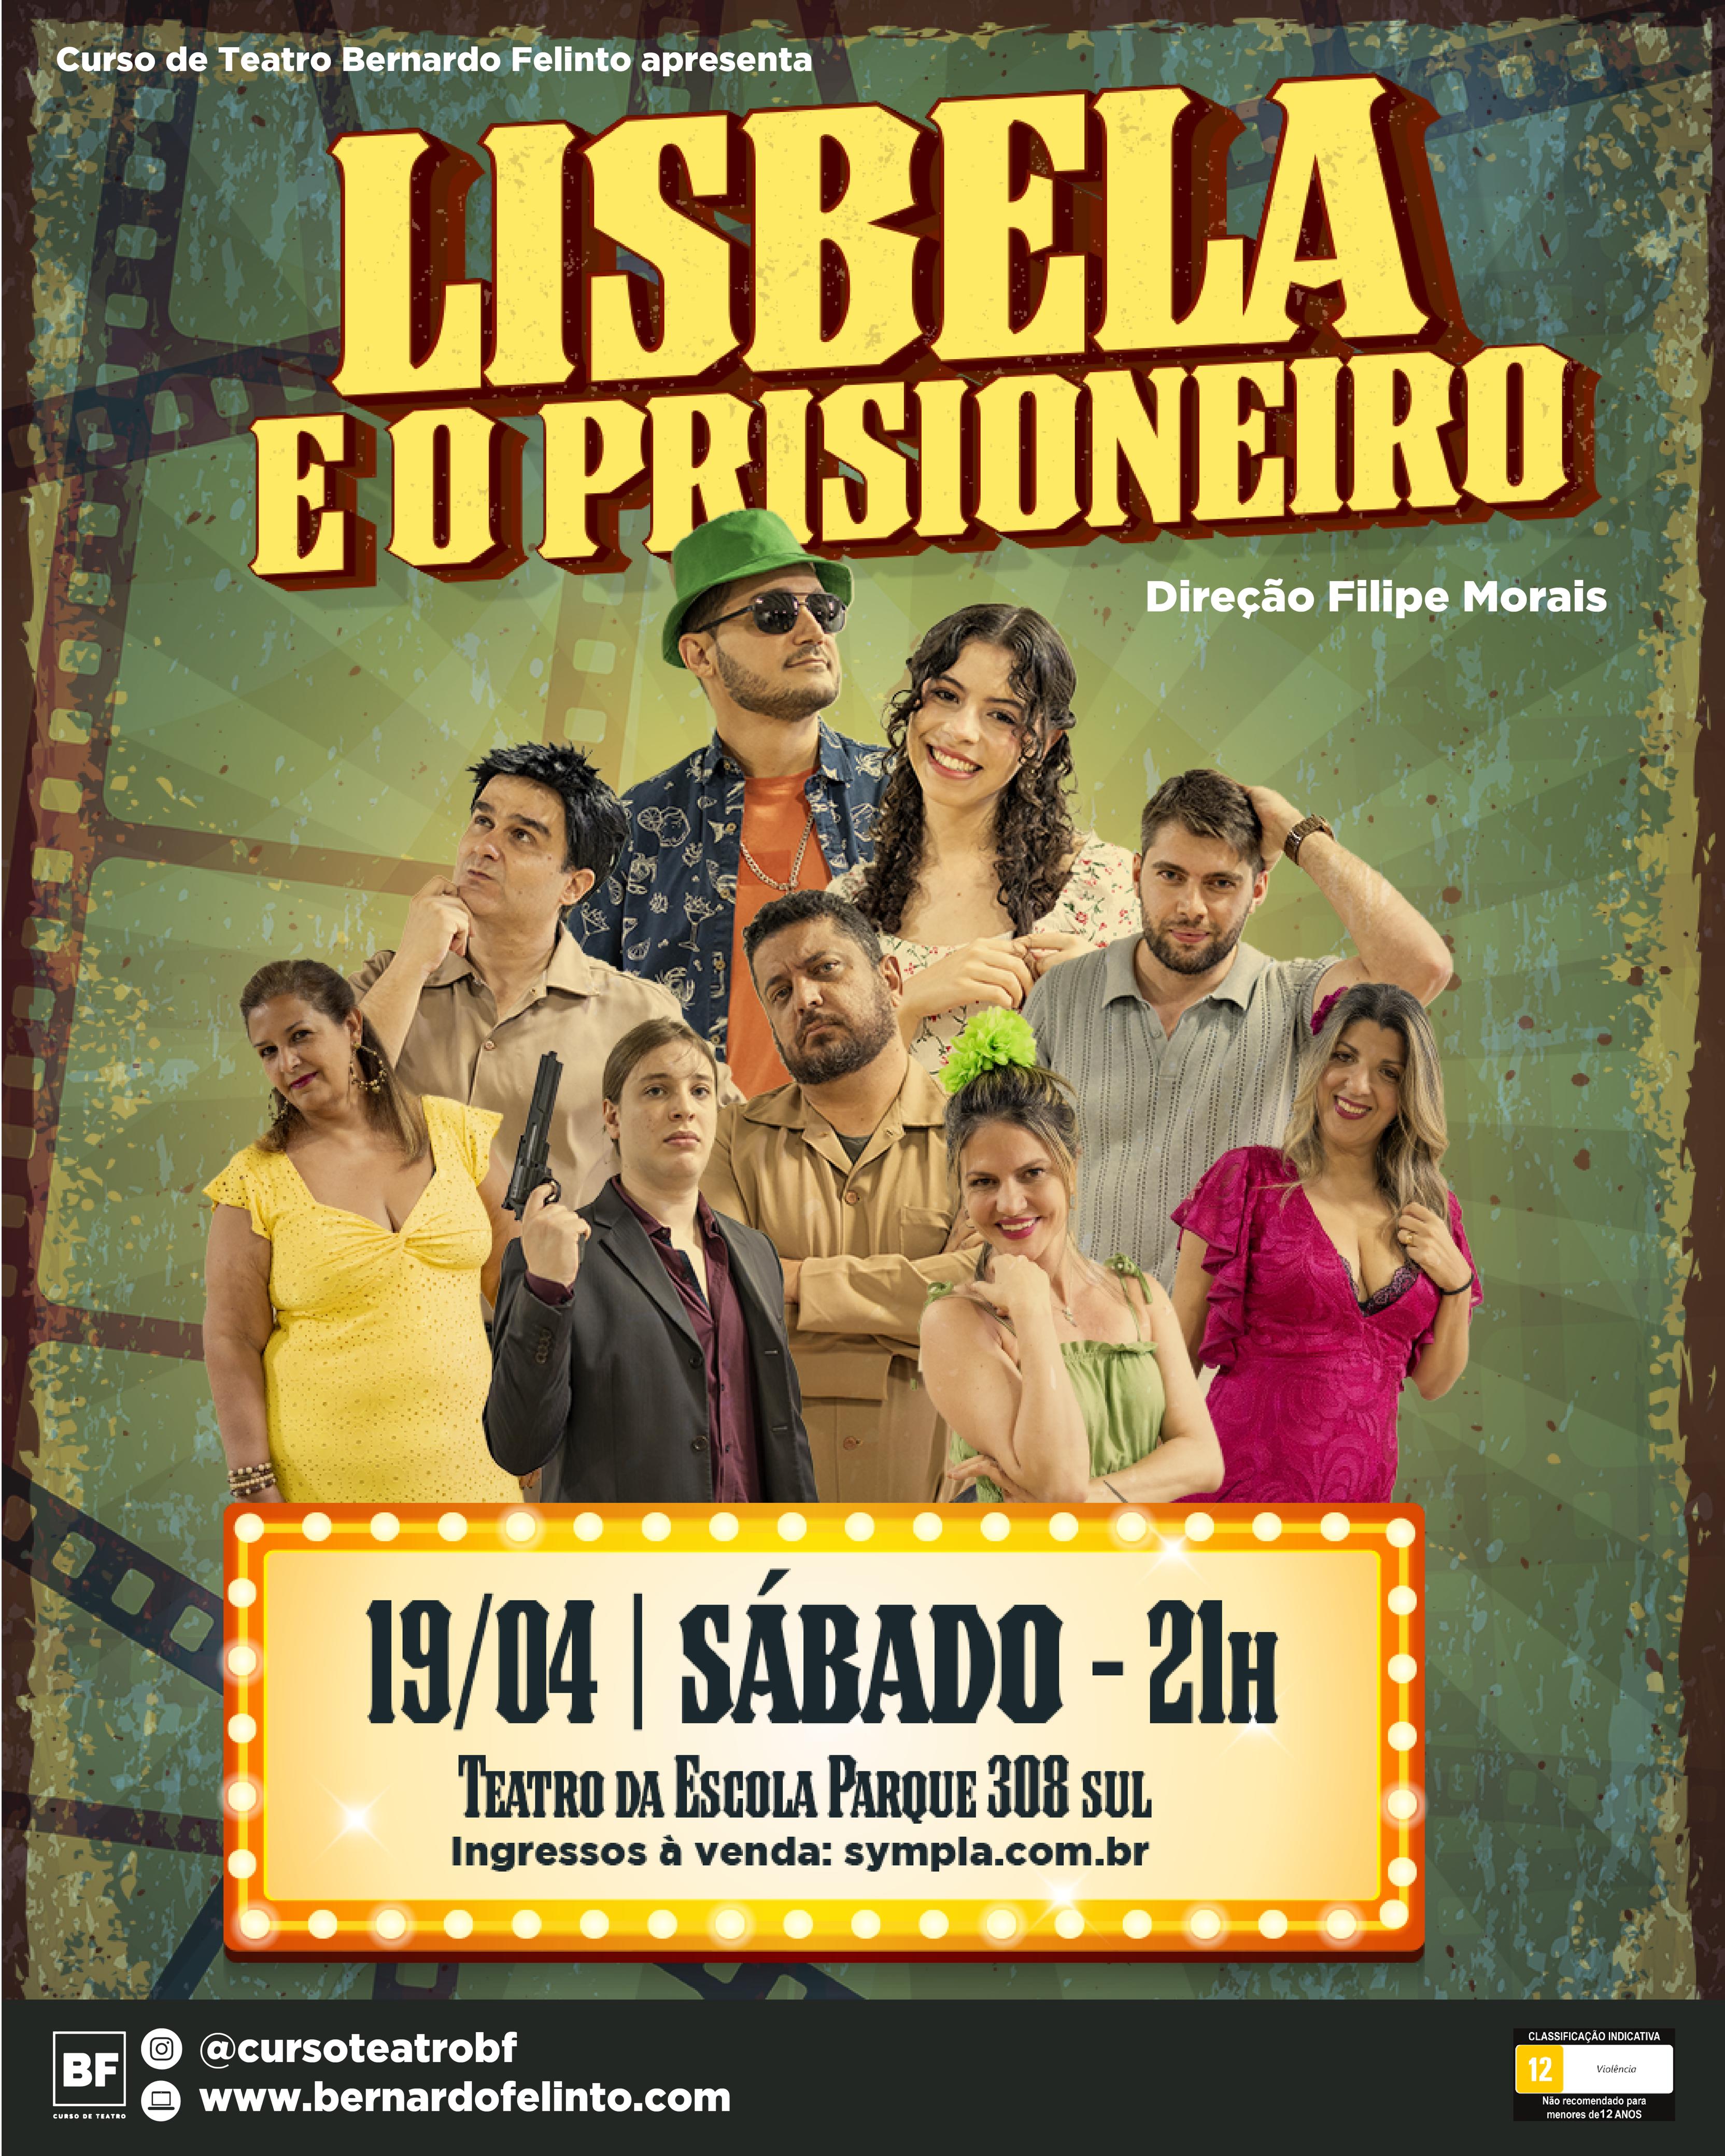 Curso de Teatro Bernardo Felinto apresenta
LISBELA
E O PRISIONEIRO
Direção Filipe Morais
19/04 | SÁBADO - 21H
TEATRO DA ESCOLA PARQUE 308 SUL
Ingressos à venda: sympla.com.br
BF
CURSO DE TEATRO
@cursoteatrobf
www.bernardofelinto.com
CLASSIFICAÇÃO INDICATIVA
12
Violência
Não recomendado para
menores de12 ANOS